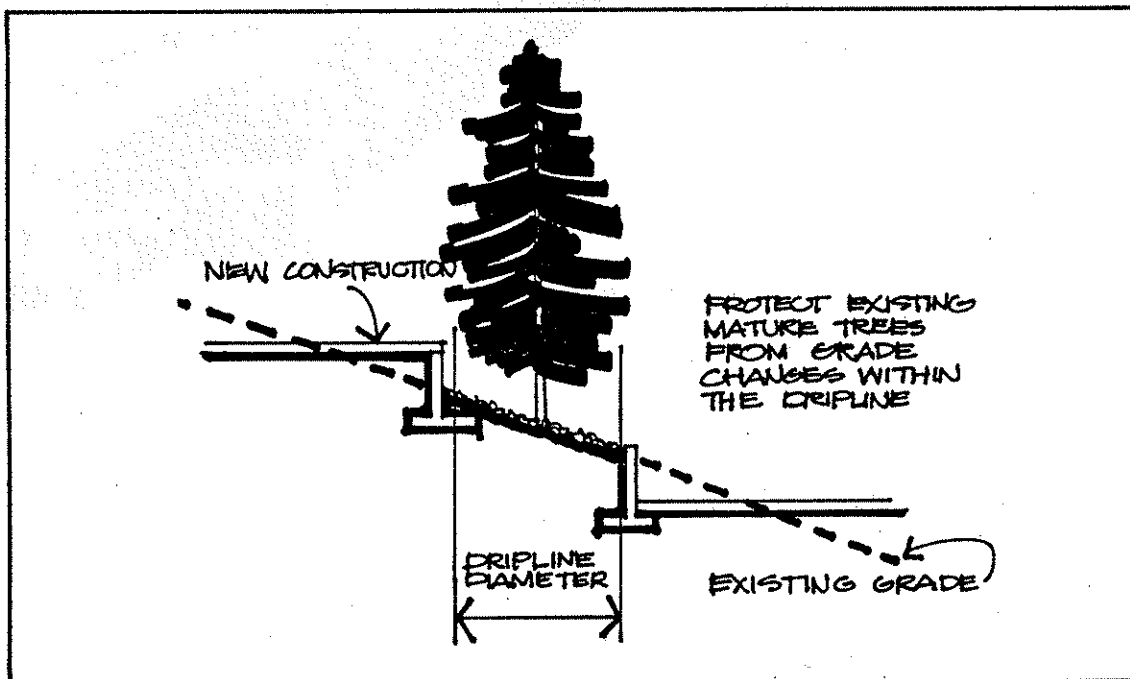 NEW CONSTRUCTION
PROTECT EXISTING
MATURE TREES
FROM GRADE
CHANGES WITHIN
THE DRIPLINE
DRIPLINE
DIAMETER
EXISTING GRADE